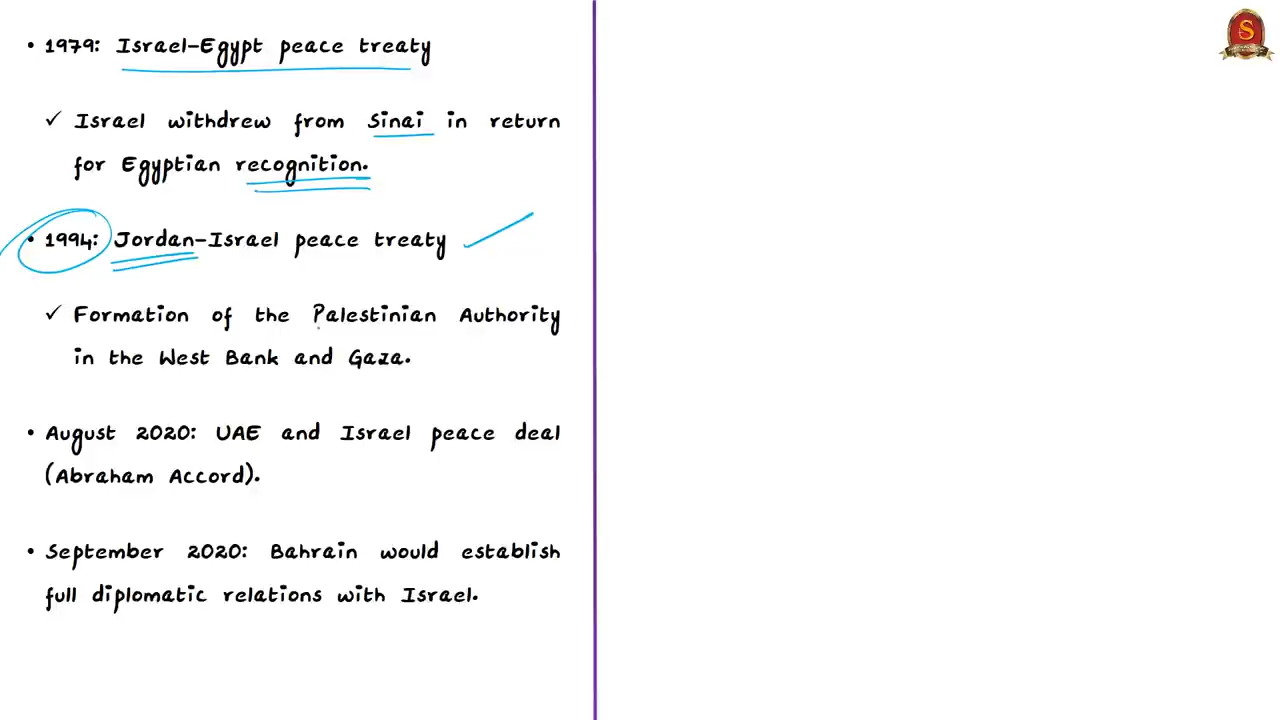 • 1979: Israel-Egypt peace treaty
✓ Israel withdrew from Sinai in return
for Egyptian recognition.
• 1994: Jordan-Israel peace treaty
✓ Formation of the Palestinian Authority
in the West Bank and Gaza.
• August 2020: UAE and Israel peace deal
(Abraham Accord).
• September 2020: Bahrain would establish
full diplomatic relations with Israel.
S